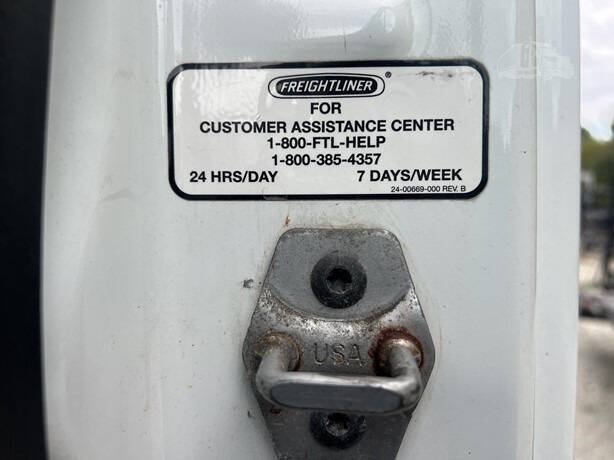 FREIGHTLINER®
FOR
CUSTOMER ASSISTANCE CENTER
1-800-FTL-HELP
1-800-385-4357
24 HRS/DAY 7 DAYS/WEEK
24-00669-000 REV. B
USA